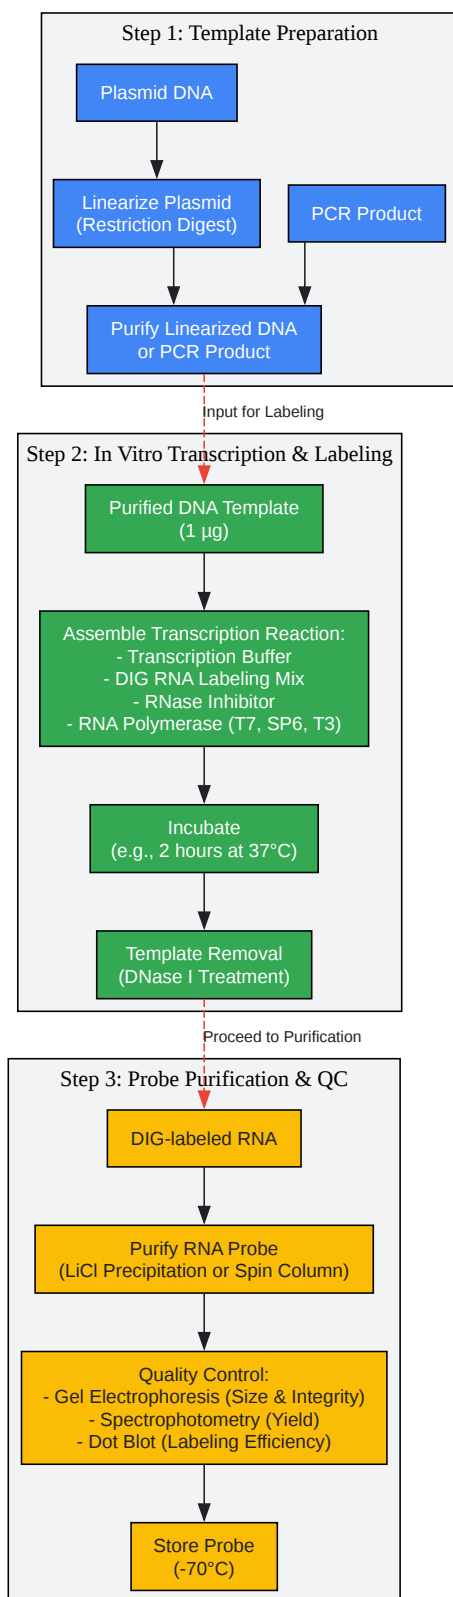 Step 1: Template Preparation
Plasmid DNA
Linearize Plasmid
(Restriction Digest)
PCR Product
Purify Linearized DNA
or PCR Product
Input for Labeling
Step 2: In Vitro Transcription & Labeling
Purified DNA Template
(1 µg)
Assemble Transcription Reaction:
- Transcription Buffer
- DIG RNA Labeling Mix
- RNase Inhibitor
- RNA Polymerase (T7, SP6, T3)
Incubate
(e.g., 2 hours at 37°C)
Template Removal
(DNase I Treatment)
Proceed to Purification
Step 3: Probe Purification & QC
DIG-labeled RNA
Purify RNA Probe
(LiCl Precipitation or Spin Column)
Quality Control:
- Gel Electrophoresis (Size & Integrity)
- Spectrophotometry (Yield)
- Dot Blot (Labeling Efficiency)
Store Probe
(-70°C)